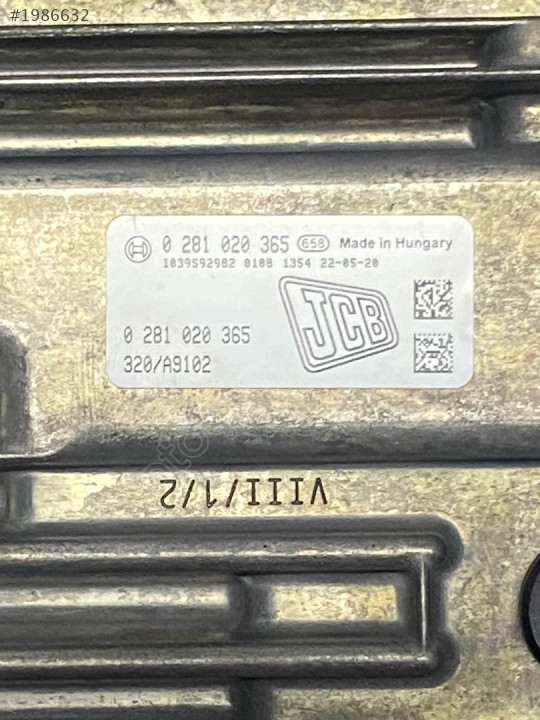 #1986632
0 281 020 365 658 Made in Hungary
1039S92982 0108 1354 22-05-20
JCB
0 281 020 365
320/A9102
VIII/1/2